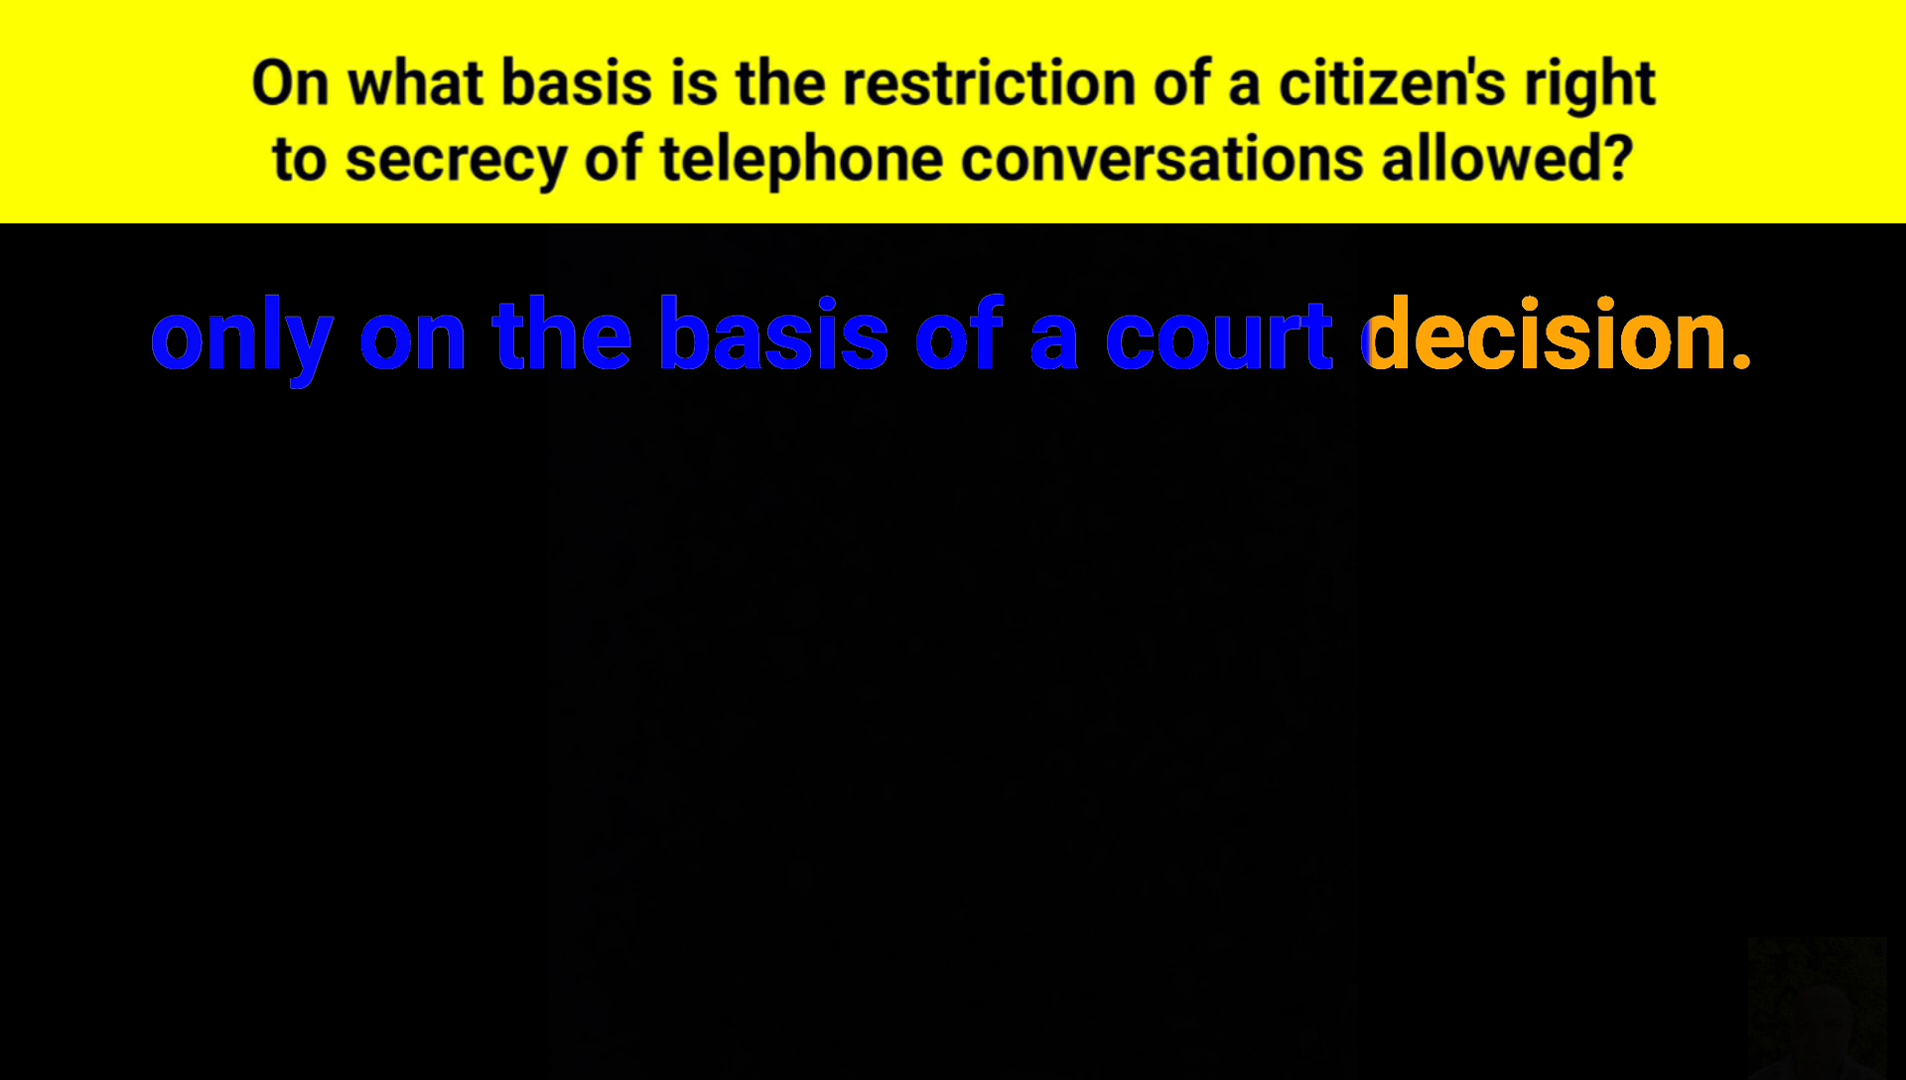 On what basis is the restriction of a citizen's right
to secrecy of telephone conversations allowed?
only on the basis of a court decision.